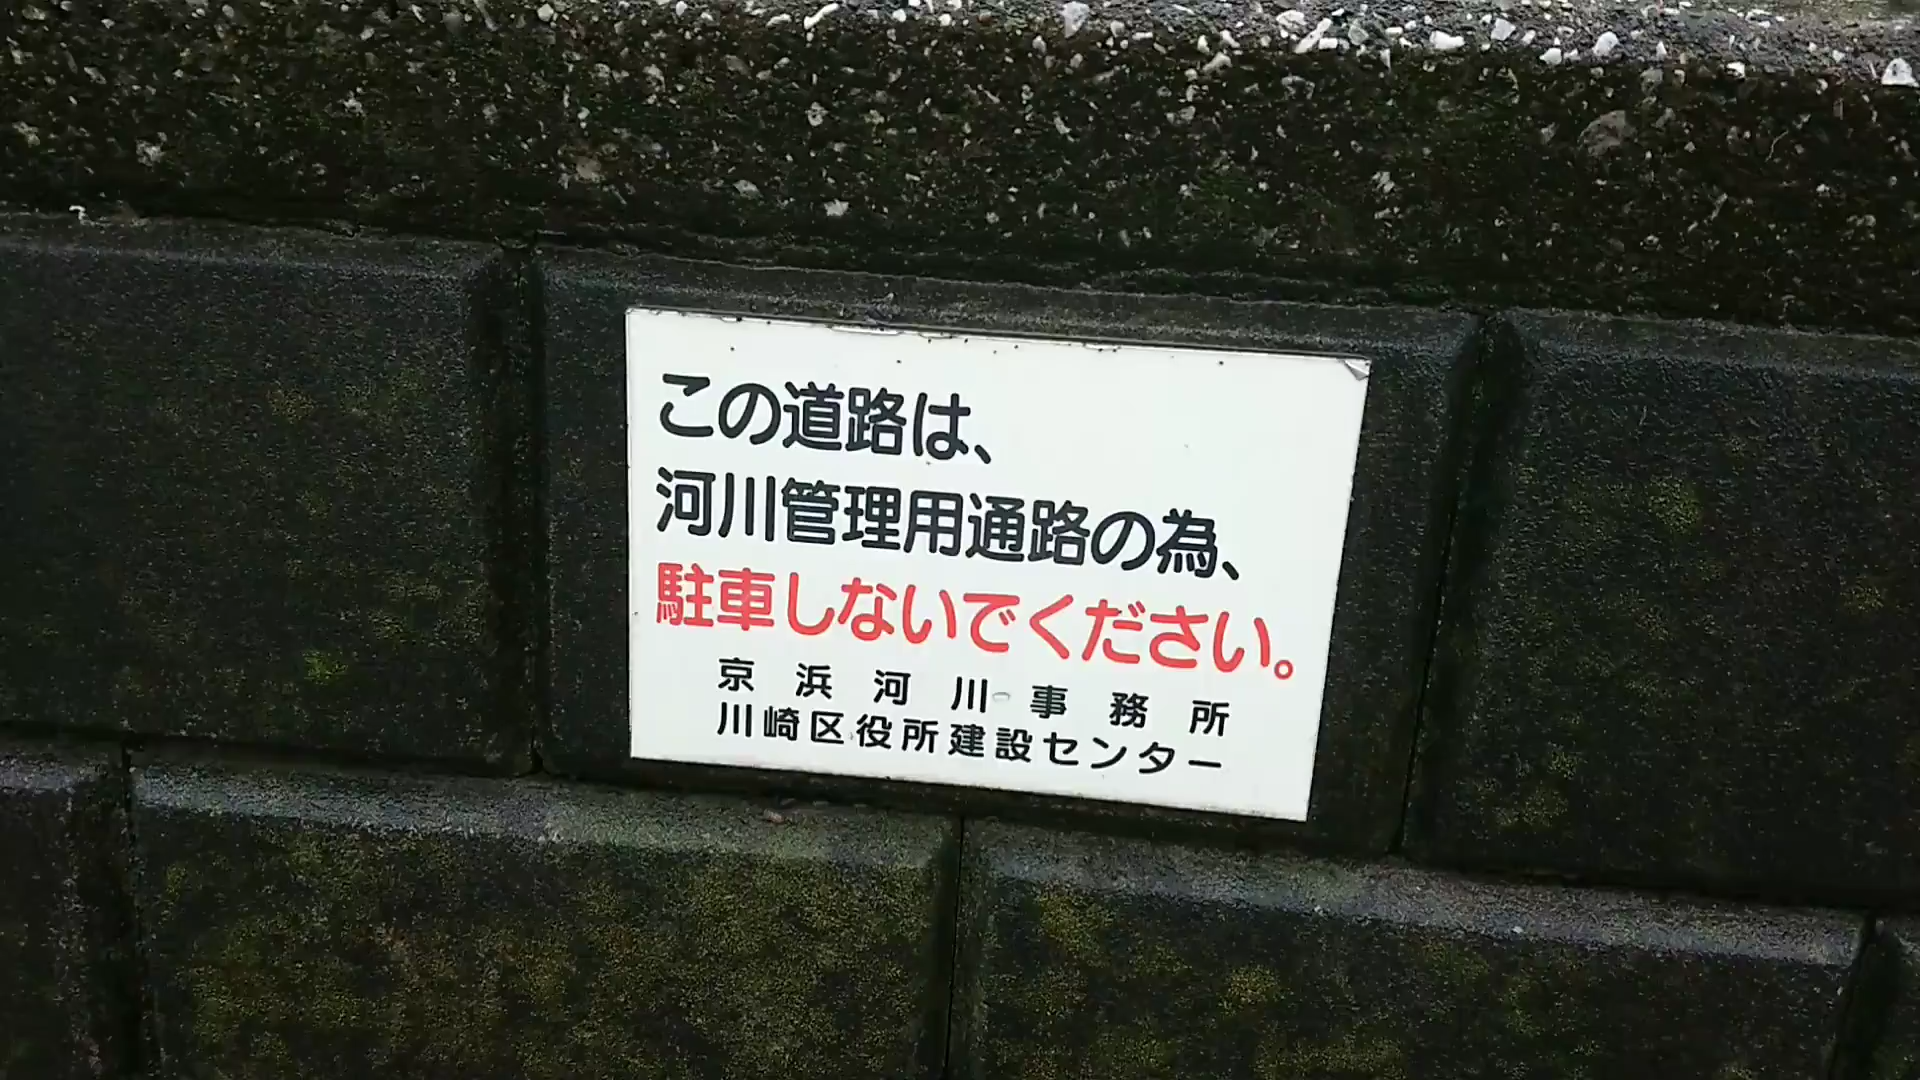 この道路は、
河川管理用通路の為、
駐車しないでください。
京浜河川事務所
川崎区役所建設センター